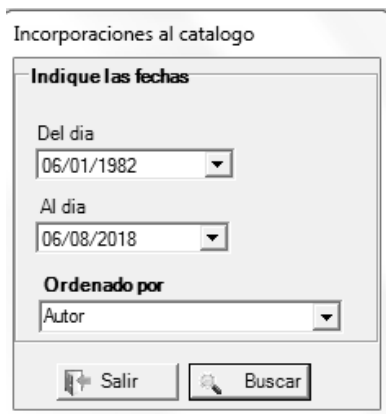 Incorporaciones al catalogo
Indique las fechas
Del dia
06/01/1982
Al dia
06/08/2018
Ordenado por
Autor
Salir
Buscar